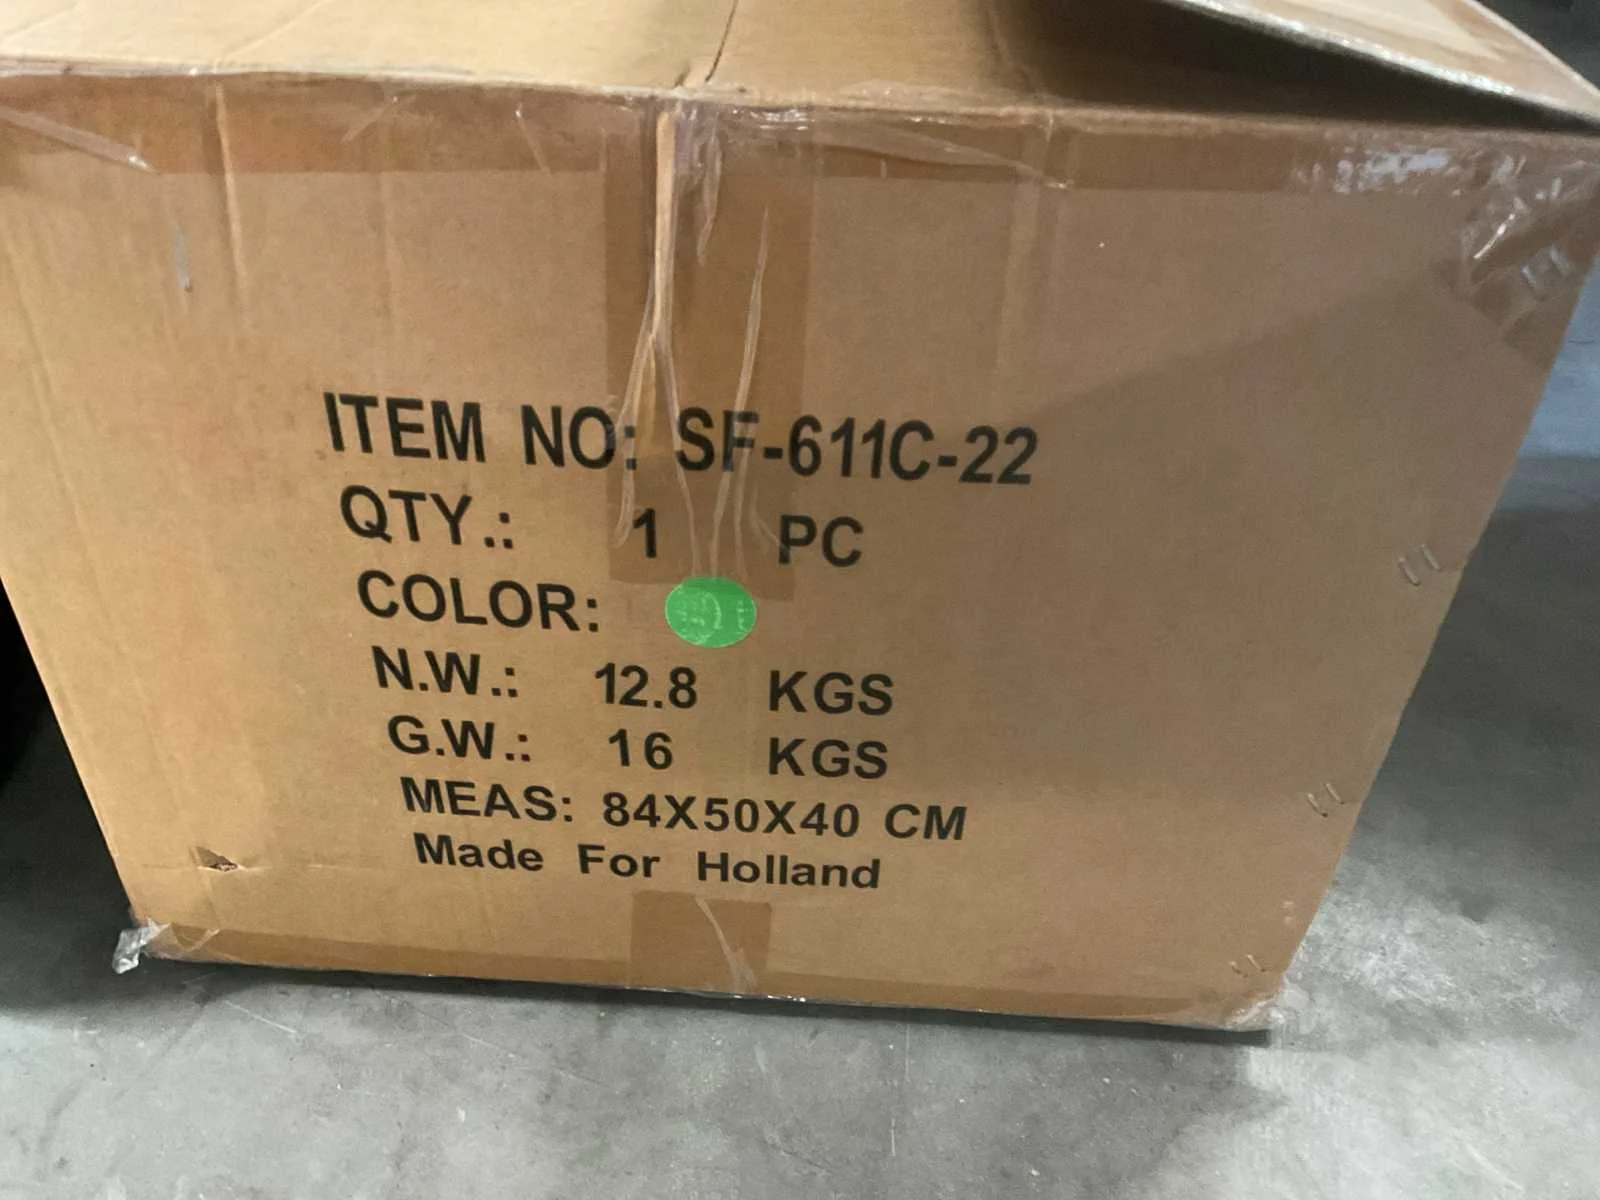 ITEM NO: SF-611C-22
QTY.: 1 PC
COLOR:
N.W.: 12.8 KGS
G.W.: 16 KGS
MEAS: 84X50X40 CM
Made For Holland